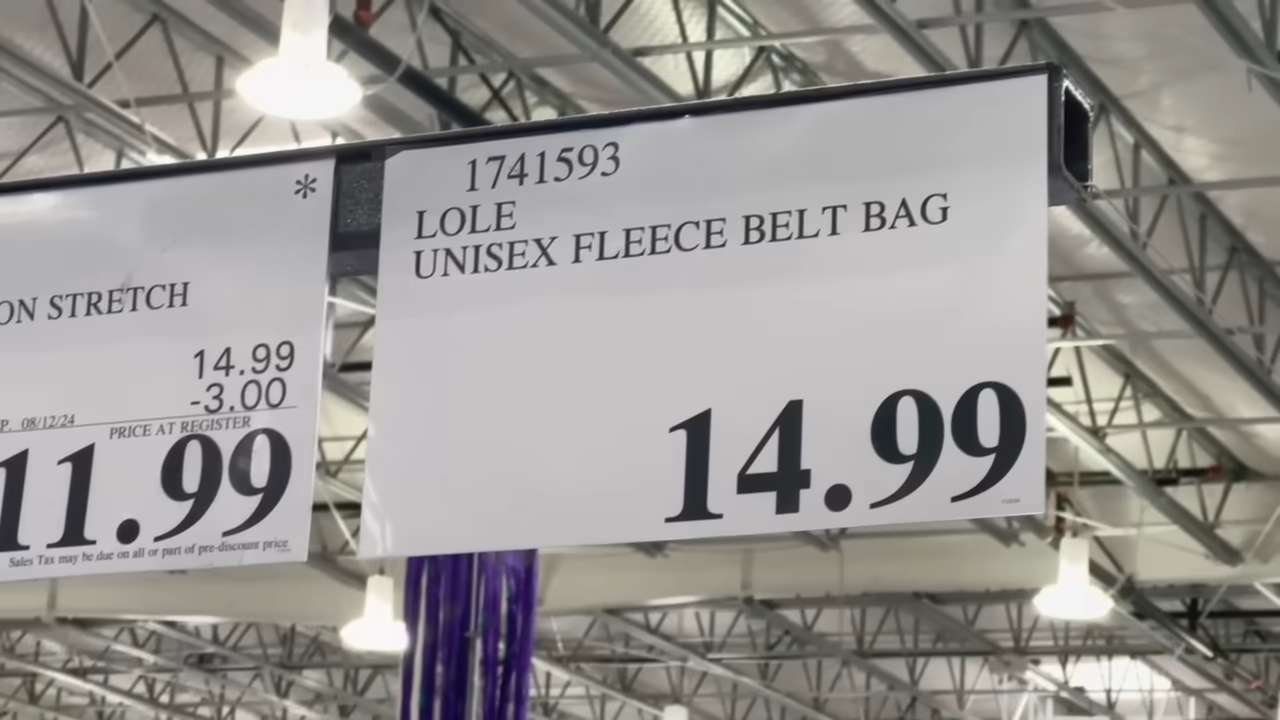 *
ON STRETCH
14.99
-3.00
P. 08/12/24
PRICE AT REGISTER
11.99
Sales Tax may be due on all or part of pre-discount price
1741593
LOLE
UNISEX FLEECE BELT BAG
14.99